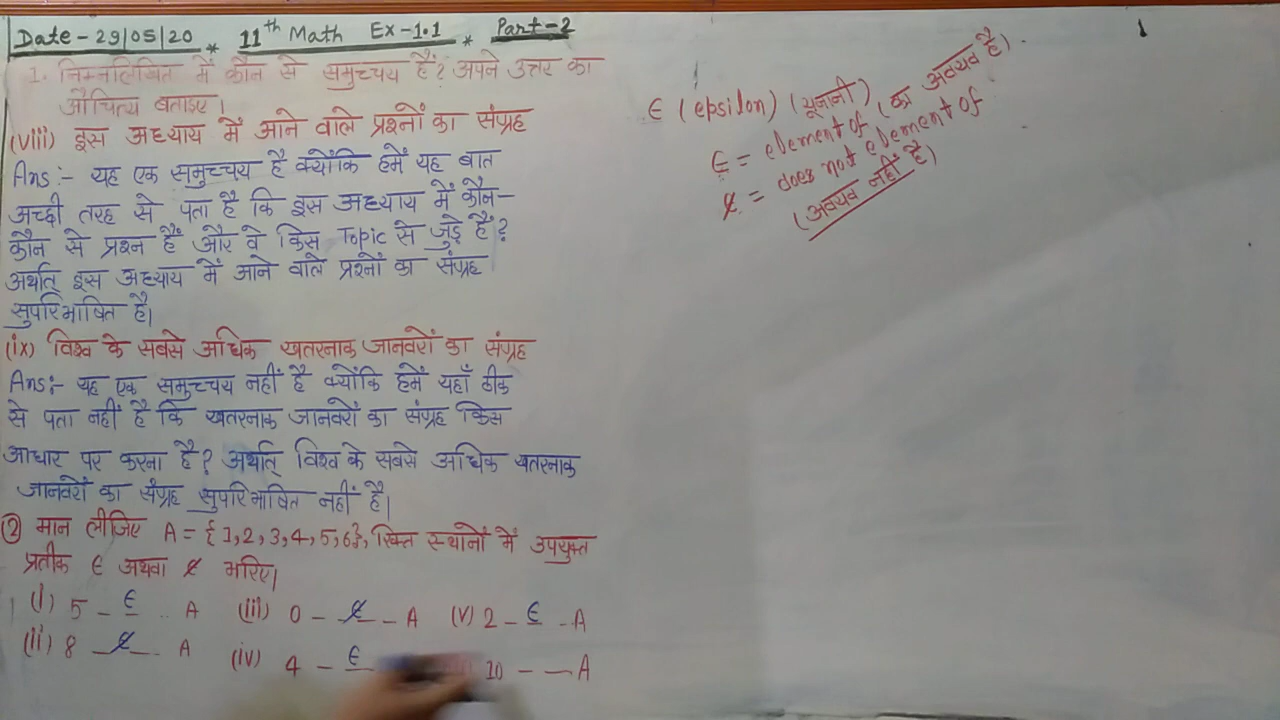 Date - 29/05/20 * 11th Math Ex-1.1 * Part-2
1
1. निम्नलिखित में कौन से समुच्चय हैं? अपने उत्तर का
औचित्य बताइए।
(viii) इस अध्याय में आने वाले प्रश्नों का संग्रह
Ans :- यह एक समुच्चय है क्योंकि हमें यह बात
अच्छी तरह से पता है कि इस अध्याय में कौन-
कौन से प्रश्न हैं और वे किस Topic से जुड़े हैं?
अर्थात् इस अध्याय में आने वाले प्रश्नों का संग्रह
सुपरिभाषित है।
(ix) विश्व के सबसे अधिक खतरनाक जानवरों का संग्रह
Ans :- यह एक समुच्चय नहीं है क्योंकि हमें यहाँ ठीक
से पता नहीं है कि खतरनाक जानवरों का संग्रह किस
आधार पर करना है? अर्थात् विश्व के सबसे अधिक खतरनाक
जानवरों का संग्रह सुपरिभाषित नहीं है।
② मान लीजिए A = {1,2,3,4,5,6}, रिक्त स्थानों में उपयुक्त
प्रतीक ∈ अथवा ∉ भरिए।
(i) 5 - ∈ .. A (iii) 0 - ∉ - A (v) 2 - ∈ - A
(ii) 8 - ∉ - A (iv) 4 - ∈ 10 - - A
∈ (epsilon) (यूनानी) (का अवयव है)
∈ = element of
∉ = does not element of
(अवयव नहीं है)